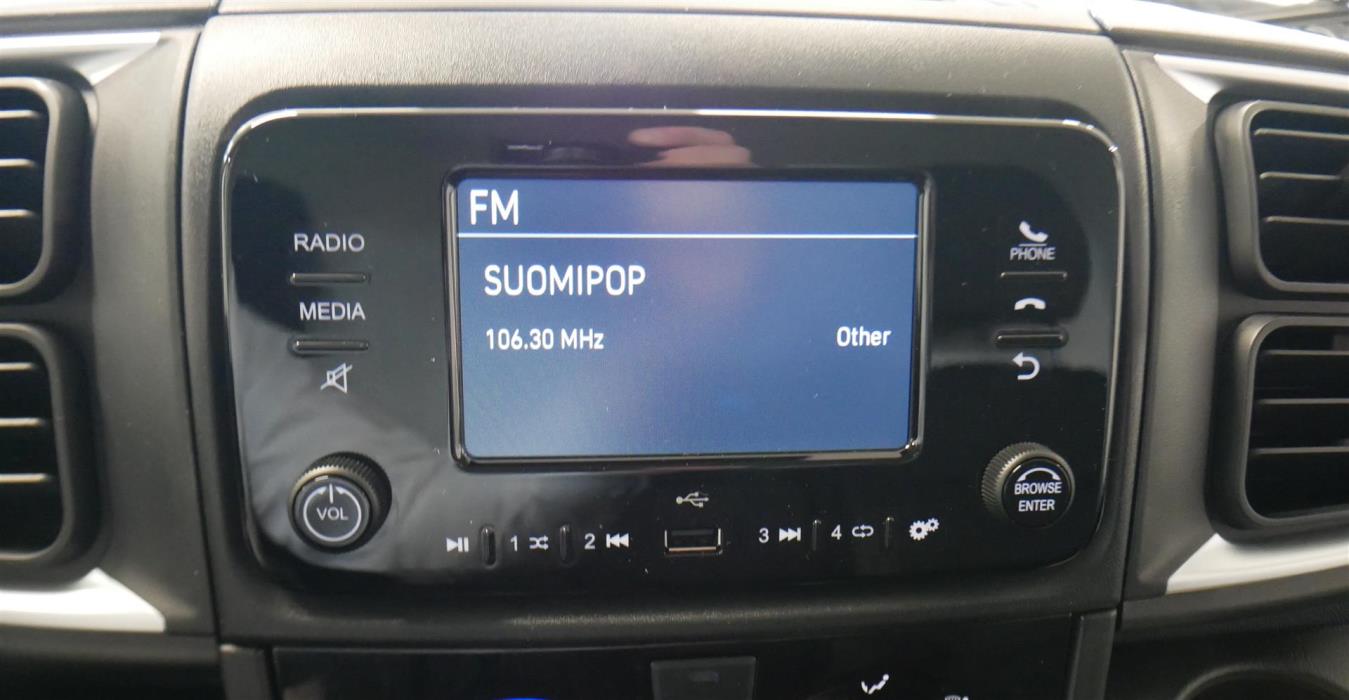 FM
RADIO
SUOMIPOP
MEDIA
106.30 MHz
Other
PHONE
VOL
BROWSE
ENTER
1
2
3
4